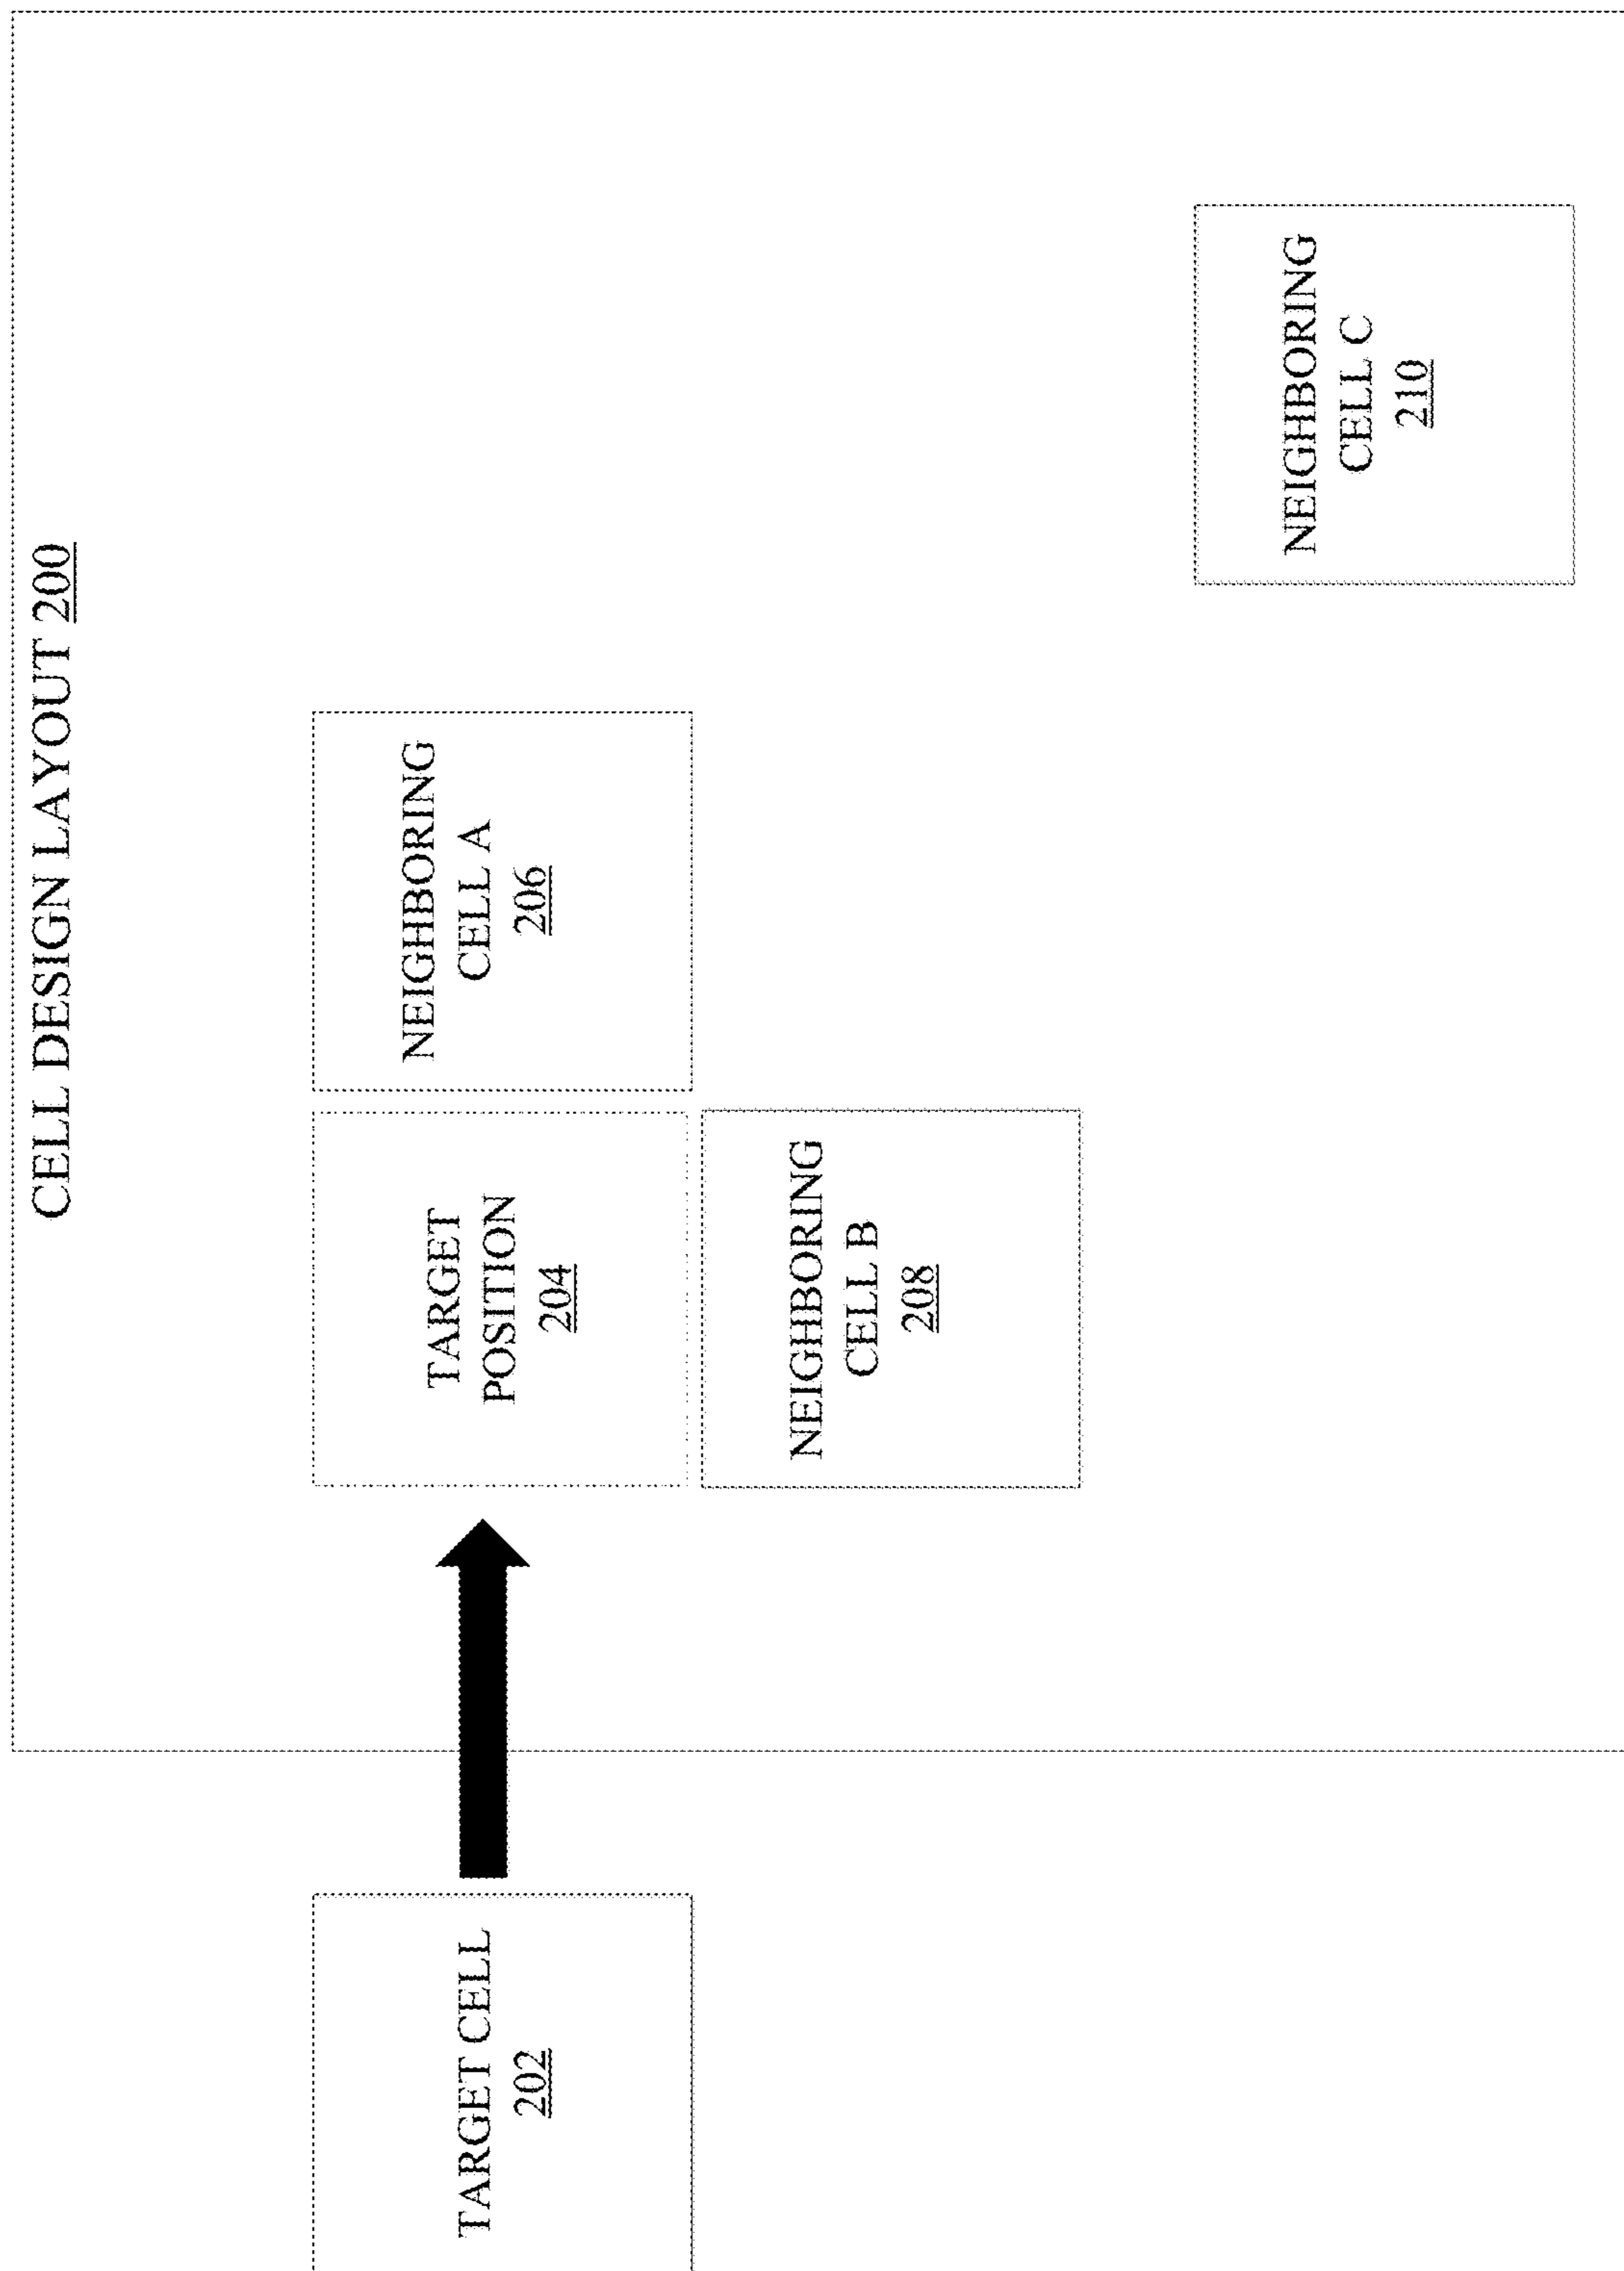 CELL DESIGN LAYOUT 200
TARGET CELL
202
TARGET
POSITION
204
NEIGHBORING
CELL A
206
NEIGHBORING
CELL B
208
NEIGHBORING
CELL C
210